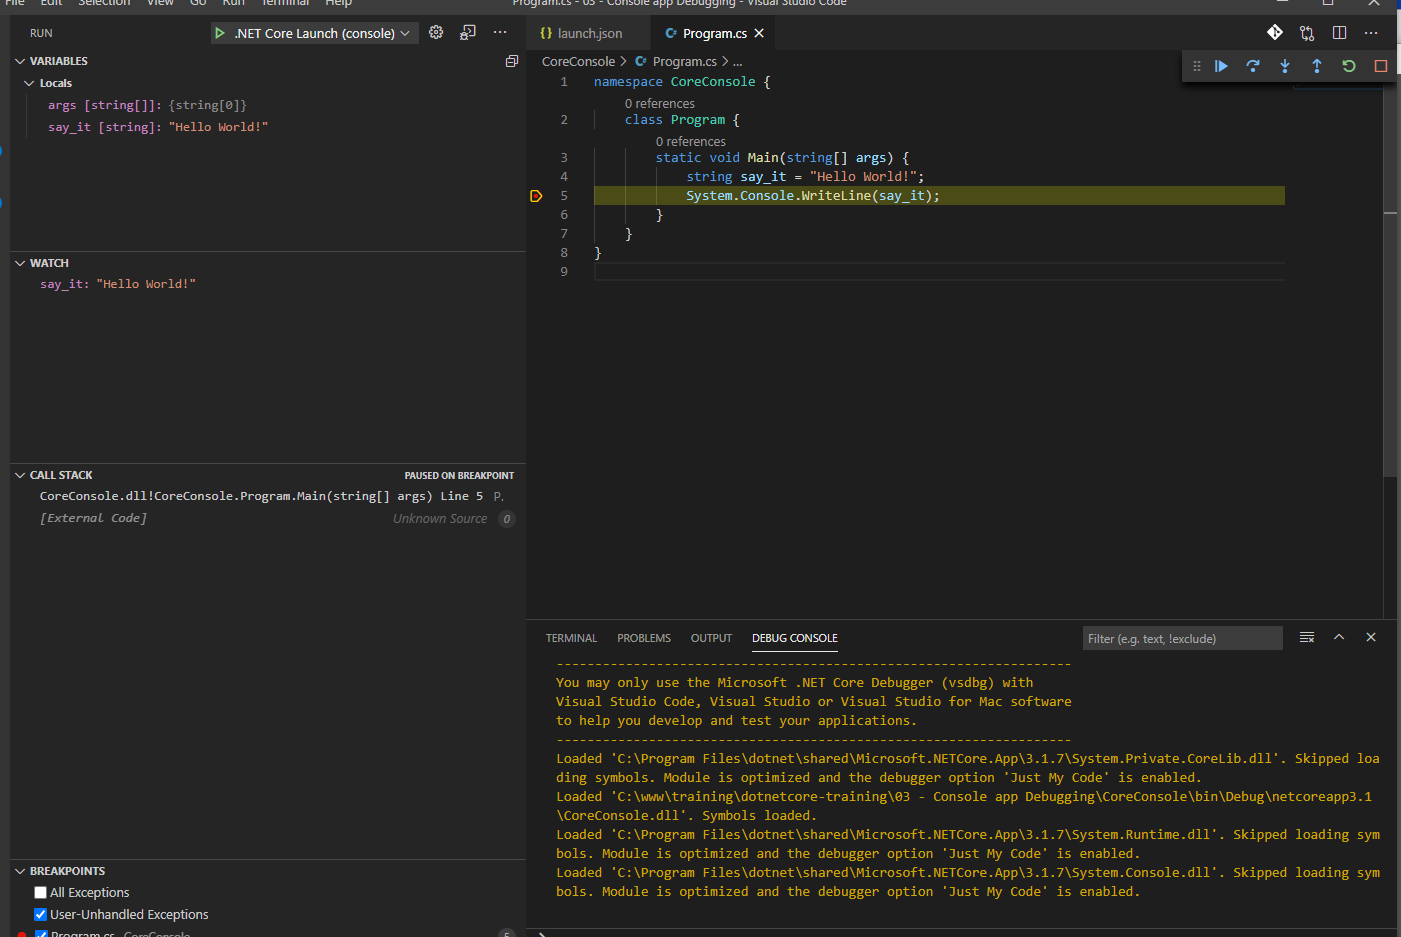 File Edit Selection View Go Run Terminal Help Program.cs - 03 - Console app Debugging - Visual Studio Code
RUN .NET Core Launch (console)
VARIABLES
Locals
args [string[]]: {string[0]}
say_it [string]: "Hello World!"
WATCH
say_it: "Hello World!"
CALL STACK PAUSED ON BREAKPOINT
CoreConsole.dll!CoreConsole.Program.Main(string[] args) Line 5 P.
[External Code] Unknown Source 0
BREAKPOINTS
All Exceptions
User-Unhandled Exceptions
Program.cs CoreConsole 5
{} launch.json C# Program.cs
CoreConsole > C# Program.cs > ...
1 namespace CoreConsole {
0 references
2 class Program {
0 references
3 static void Main(string[] args) {
4 string say_it = "Hello World!";
5 System.Console.WriteLine(say_it);
6 }
7 }
8 }
9
TERMINAL PROBLEMS OUTPUT DEBUG CONSOLE Filter (e.g. text, !exclude)
-------------------------------------------------------------------
You may only use the Microsoft .NET Core Debugger (vsdbg) with
Visual Studio Code, Visual Studio or Visual Studio for Mac software
to help you develop and test your applications.
-------------------------------------------------------------------
Loaded 'C:\Program Files\dotnet\shared\Microsoft.NETCore.App\3.1.7\System.Private.CoreLib.dll'. Skipped loa
ding symbols. Module is optimized and the debugger option 'Just My Code' is enabled.
Loaded 'C:\www\training\dotnetcore-training\03 - Console app Debugging\CoreConsole\bin\Debug\netcoreapp3.1
\CoreConsole.dll'. Symbols loaded.
Loaded 'C:\Program Files\dotnet\shared\Microsoft.NETCore.App\3.1.7\System.Runtime.dll'. Skipped loading sym
bols. Module is optimized and the debugger option 'Just My Code' is enabled.
Loaded 'C:\Program Files\dotnet\shared\Microsoft.NETCore.App\3.1.7\System.Console.dll'. Skipped loading sym
bols. Module is optimized and the debugger option 'Just My Code' is enabled.